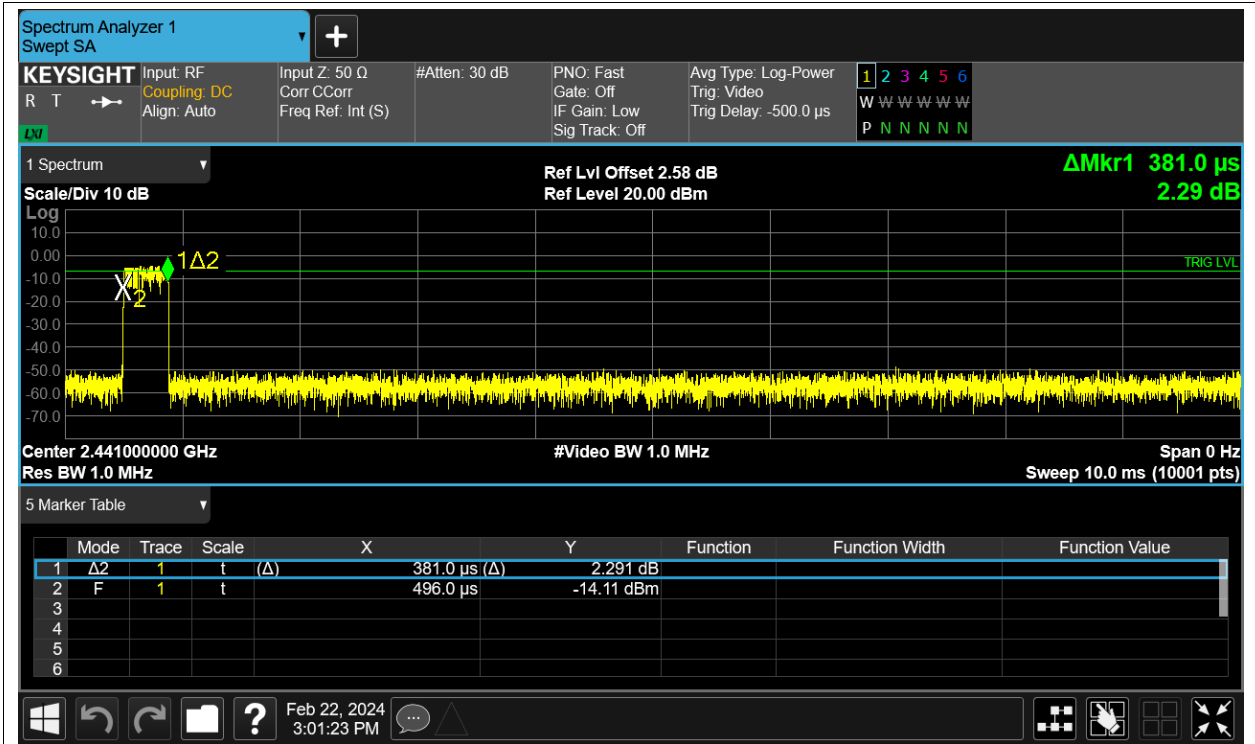 Spectrum Analyzer 1
Swept SA
KEYSIGHT Input: RF Input Z: 50 Ω #Atten: 30 dB PNO: Fast Avg Type: Log-Power 1 2 3 4 5 6
R T Coupling: DC Corr CCorr Gate: Off Trig: Video W W W W W W
Align: Auto Freq Ref: Int (S) IF Gain: Low Trig Delay: -500.0 µs
LXI Sig Track: Off P N N N N N
1 Spectrum Ref Lvl Offset 2.58 dB ΔMkr1 381.0 µs
Scale/Div 10 dB Ref Level 20.00 dBm 2.29 dB
Log
10.0
0.00 1Δ2
TRIG LVL
-10.0
X2
-20.0
-30.0
-40.0
-50.0
-60.0
-70.0
Center 2.441000000 GHz #Video BW 1.0 MHz Span 0 Hz
Res BW 1.0 MHz Sweep 10.0 ms (10001 pts)
5 Marker Table
Mode Trace Scale X Y Function Function Width Function Value
1 Δ2 1 t (Δ) 381.0 µs (Δ) 2.291 dB
2 F 1 t 496.0 µs -14.11 dBm
3
4
5
6
? Feb 22, 2024
3:01:23 PM